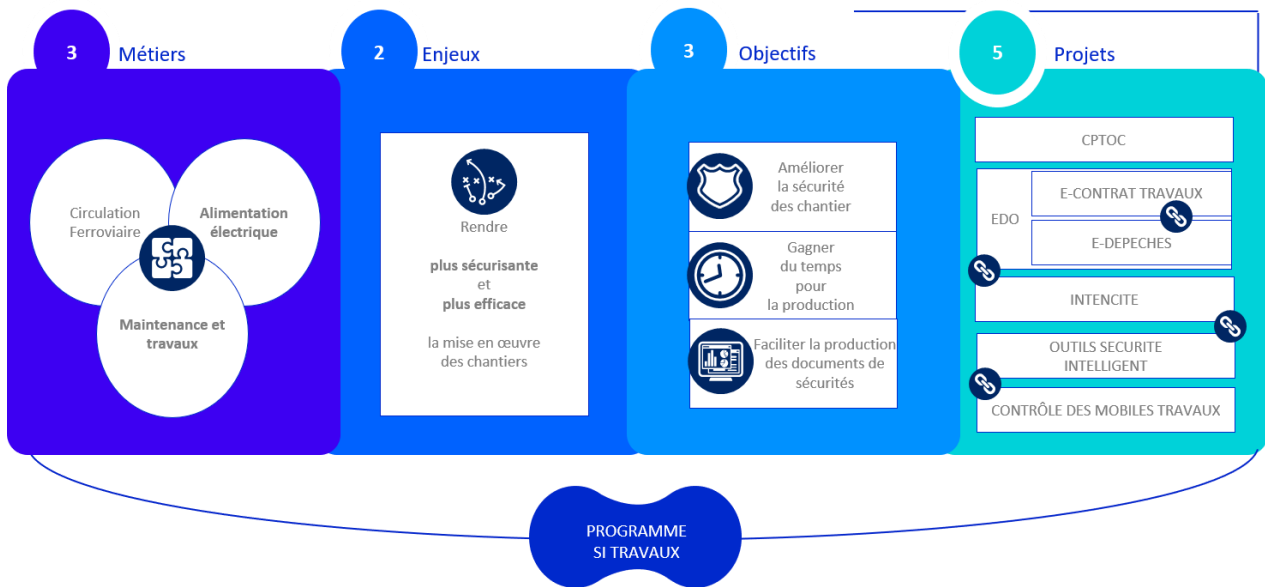 3 Métiers
Circulation
Ferroviaire
Alimentation
électrique
Maintenance et
travaux
2 Enjeux
Rendre
plus sécurisante
et
plus efficace
la mise en œuvre
des chantiers
3 Objectifs
Améliorer
la sécurité
des chantier
Gagner
du temps
pour
la production
Faciliter la production
des documents de
sécurités
5 Projets
CPTOC
EDO
E-CONTRAT TRAVAUX
E-DEPECHES
INTENCITE
OUTILS SECURITE
INTELLIGENT
CONTRÔLE DES MOBILES TRAVAUX
PROGRAMME
SI TRAVAUX